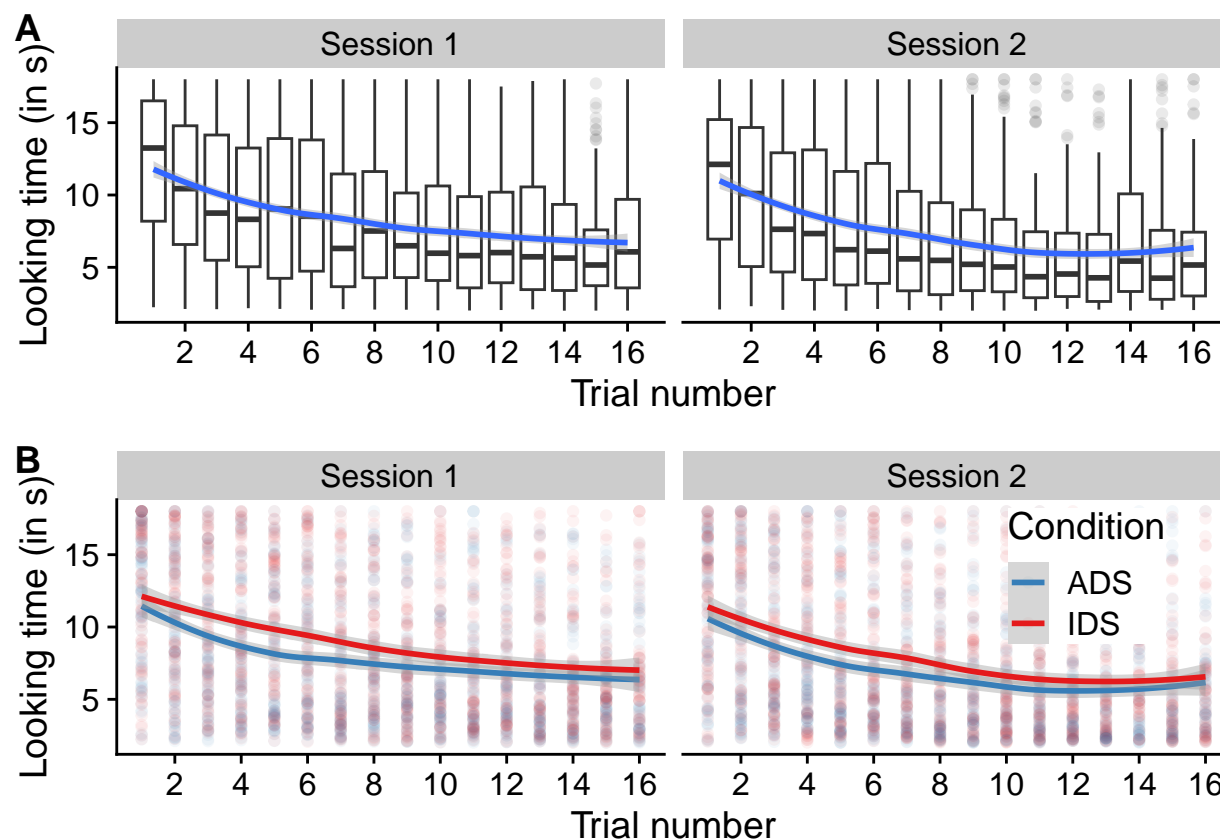 A
Session 1
Session 2
Looking time (in s)
15
10
5
2 4 6 8 10 12 14 16
2 4 6 8 10 12 14 16
Trial number
B
Session 1
Session 2
Looking time (in s)
15
10
5
Condition
ADS
IDS
2 4 6 8 10 12 14 16
2 4 6 8 10 12 14 16
Trial number